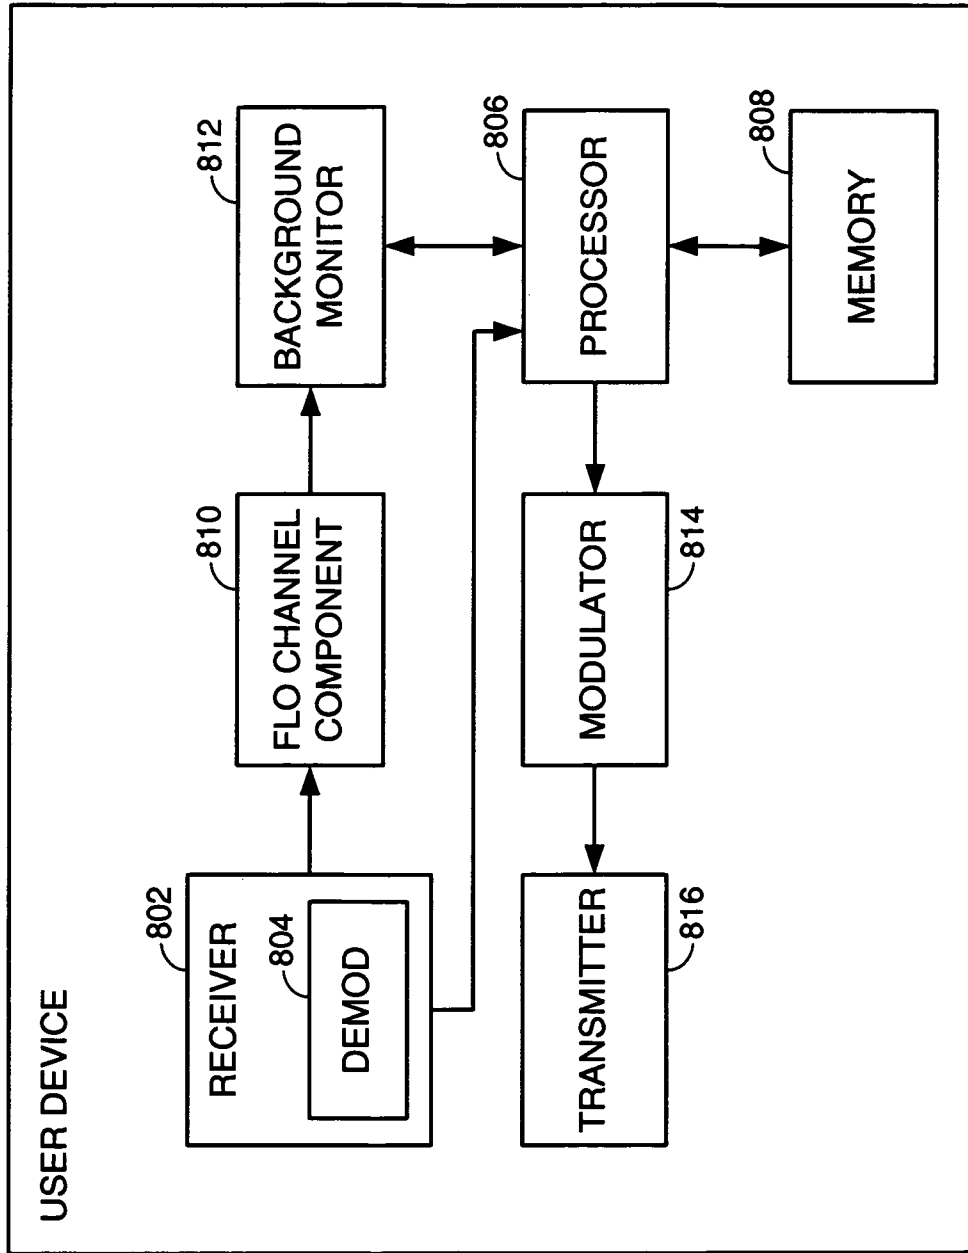 USER DEVICE
802
RECEIVER
804
DEMOD
810
FLO CHANNEL
COMPONENT
812
BACKGROUND
MONITOR
TRANSMITTER
816
MODULATOR
814
806
PROCESSOR
808
MEMORY